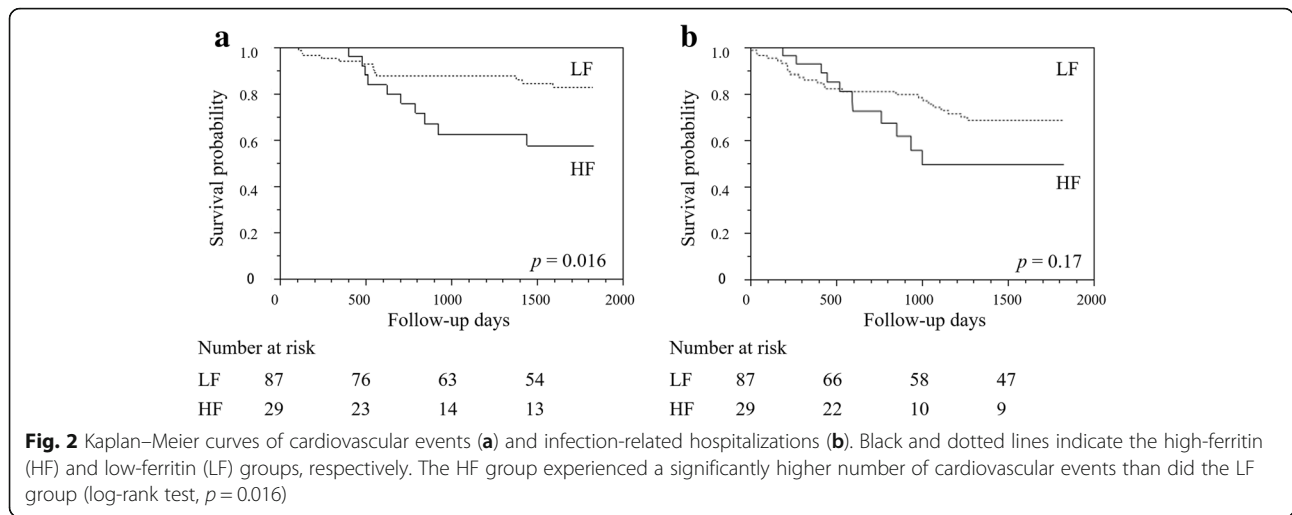 a
1.0
0.8
0.6
0.4
0.2
0
Survival probability
LF
HF
p = 0.016
0 500 1000 1500 2000
Follow-up days
Number at risk
LF 87 76 63 54
HF 29 23 14 13
b
1.0
0.8
0.6
0.4
0.2
0
Survival probability
LF
HF
p = 0.17
0 500 1000 1500 2000
Follow-up days
Number at risk
LF 87 66 58 47
HF 29 22 10 9
Fig. 2 Kaplan–Meier curves of cardiovascular events (a) and infection-related hospitalizations (b). Black and dotted lines indicate the high-ferritin
(HF) and low-ferritin (LF) groups, respectively. The HF group experienced a significantly higher number of cardiovascular events than did the LF
group (log-rank test, p = 0.016)